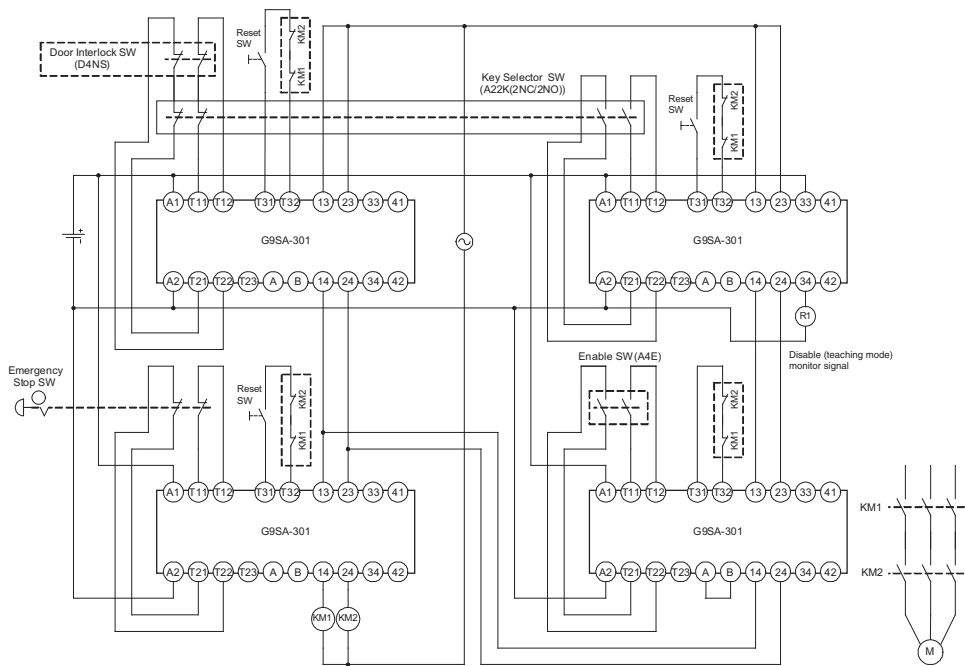 Door Interlock SW
(D4NS)
Reset
SW
KM2
KM1
Key Selector SW
(A22K(2NC/2NO))
Reset
SW
KM2
KM1
A1 T11 T12 T31 T32 13 23 33 41
G9SA-301
A2 T21 T22 T23 A B 14 24 34 42
A1 T11 T12 T31 T32 13 23 33 41
G9SA-301
A2 T21 T22 T23 A B 14 24 34 42
+
-
R1
Disable (teaching mode)
monitor signal
Emergency
Stop SW
Reset
SW
KM2
KM1
Enable SW(A4E)
KM2
KM1
A1 T11 T12 T31 T32 13 23 33 41
G9SA-301
A2 T21 T22 T23 A B 14 24 34 42
KM1 KM2
A1 T11 T12 T31 T32 13 23 33 41
G9SA-301
A2 T21 T22 T23 A B 14 24 34 42
KM1
KM2
M